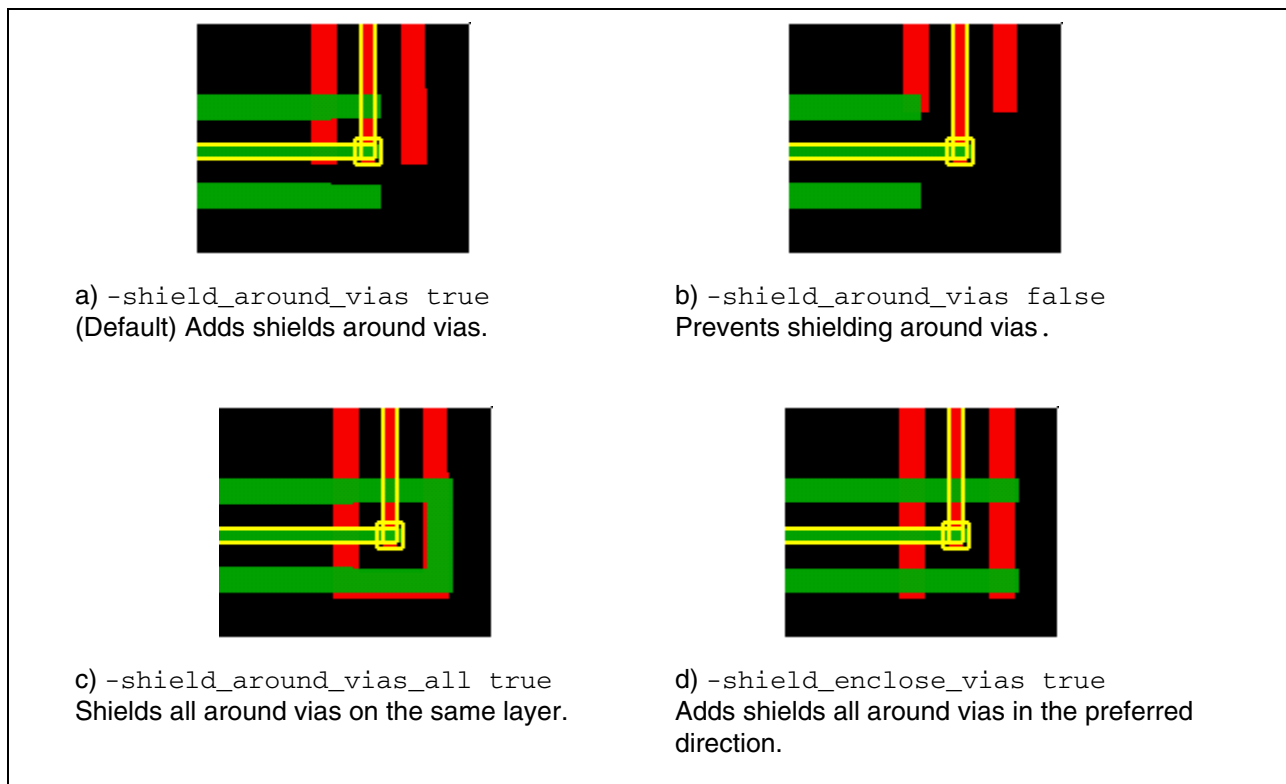 a) -shield_around_vias true
(Default) Adds shields around vias.
b) -shield_around_vias false
Prevents shielding around vias.
c) -shield_around_vias_all true
Shields all around vias on the same layer.
d) -shield_enclose_vias true
Adds shields all around vias in the preferred
direction.